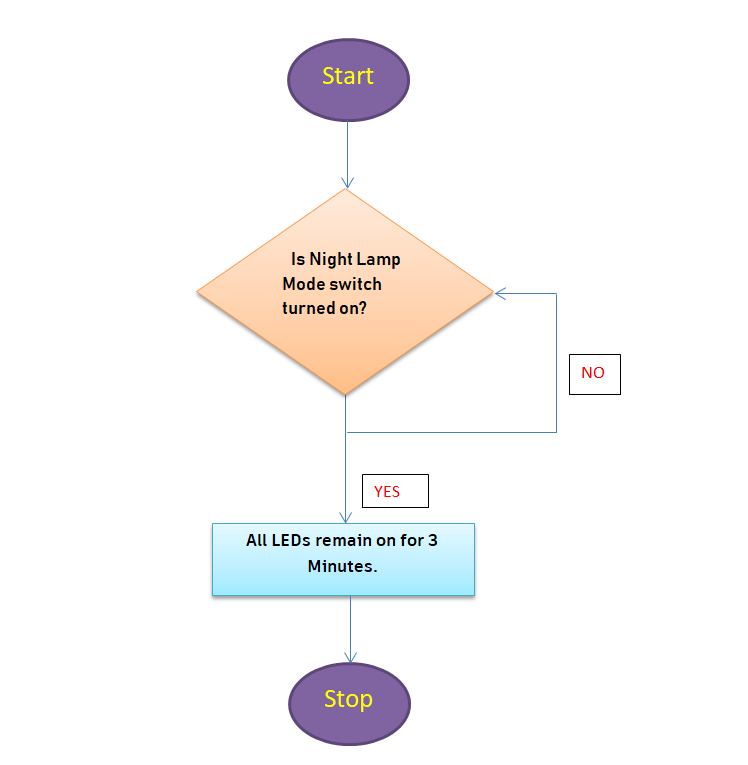 Start
Is Night Lamp
Mode switch
turned on?
NO
YES
All LEDs remain on for 3
Minutes.
Stop